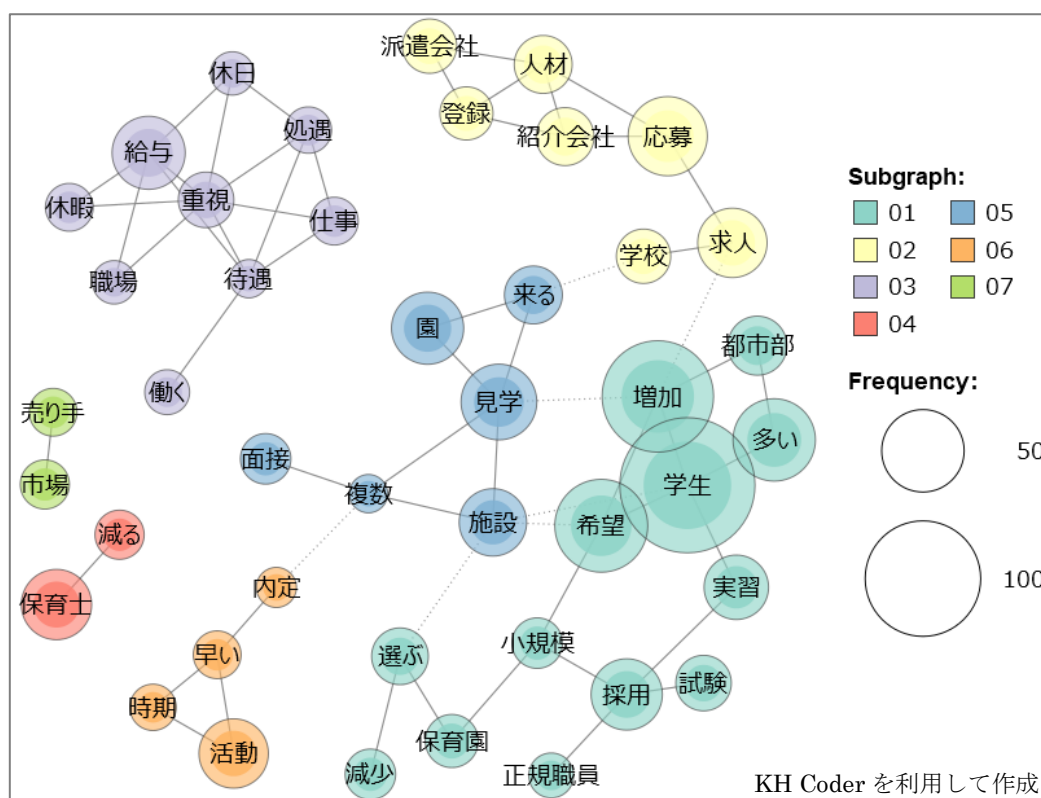 派遣会社
人材
休日
登録
処遇
紹介会社
応募
給与
重視
休暇
仕事
求人
学校
職場
待遇
来る
園
都市部
働く
増加
見学
売り手
多い
面接
市場
学生
複数
施設
希望
減る
内定
実習
保育士
小規模
早い
選ぶ
試験
採用
時期
保育園
活動
減少
正規職員
Subgraph:
01
05
02
06
03
07
04
Frequency:
50
100
KH Coder を利用して作成